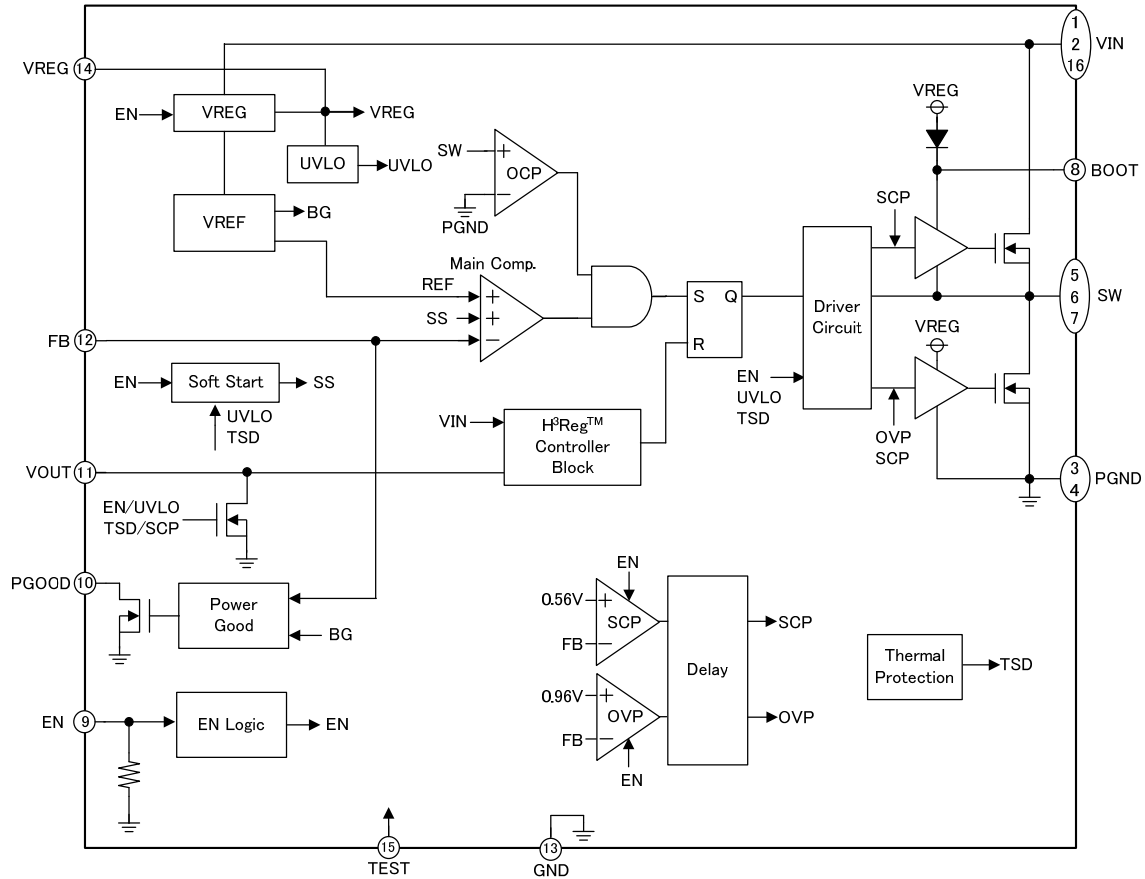 1
2
16
VIN
VREG
14
EN
VREG
VREG
VREG
UVLO
UVLO
SW
+
OCP
−
PGND
8
BOOT
VREF
BG
SCP
Main Comp.
REF
+
SS
+
−
S
Q
R
Driver
Circuit
5
6
7
SW
FB
12
VREG
EN
Soft Start
SS
UVLO
TSD
EN
UVLO
TSD
VIN
H³Reg™
Controller
Block
OVP
SCP
VOUT
11
3
4
PGND
EN/UVLO
TSD/SCP
PGOOD
10
Power
Good
BG
EN
0.56V
+
SCP
FB
−
Delay
SCP
Thermal
Protection
TSD
0.96V
+
OVP
FB
−
OVP
EN
EN
9
EN Logic
EN
15
TEST
13
GND